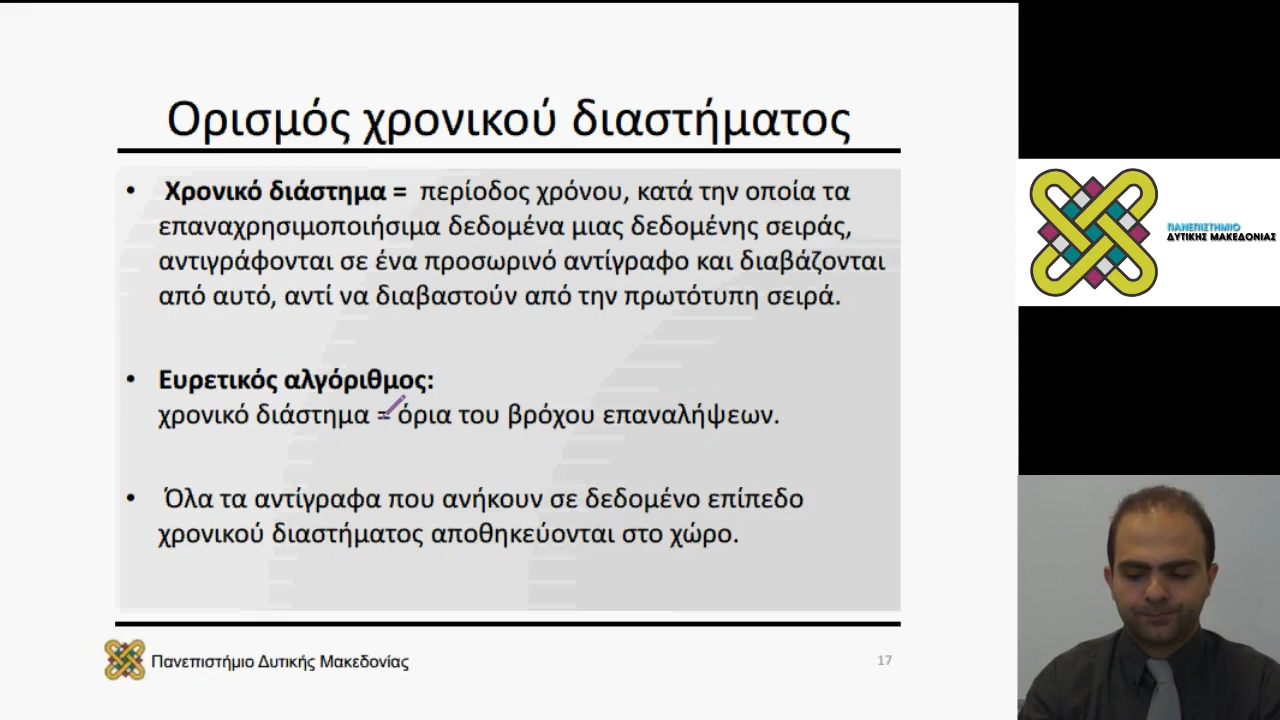 Ορισμός χρονικού διαστήματος
• Χρονικό διάστημα = περίοδος χρόνου, κατά την οποία τα
επαναχρησιμοποιήσιμα δεδομένα μιας δεδομένης σειράς,
αντιγράφονται σε ένα προσωρινό αντίγραφο και διαβάζονται
από αυτό, αντί να διαβαστούν από την πρωτότυπη σειρά.
• Ευρετικός αλγόριθμος:
χρονικό διάστημα = όρια του βρόχου επαναλήψεων.
• Όλα τα αντίγραφα που ανήκουν σε δεδομένο επίπεδο
χρονικού διαστήματος αποθηκεύονται στο χώρο.
Πανεπιστήμιο Δυτικής Μακεδονίας
17
ΠΑΝΕΠΙΣΤΗΜΙΟ
ΔΥΤΙΚΗΣ ΜΑΚΕΔΟΝΙΑΣ